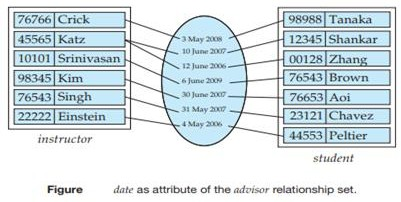 76766 Crick
45565 Katz
10101 Srinivasan
98345 Kim
76543 Singh
22222 Einstein
instructor
3 May 2008
10 June 2007
12 June 2006
6 June 2009
30 June 2007
31 May 2007
4 May 2006
98988 Tanaka
12345 Shankar
00128 Zhang
76543 Brown
76653 Aoi
23121 Chavez
44553 Peltier
student
Figure date as attribute of the advisor relationship set.